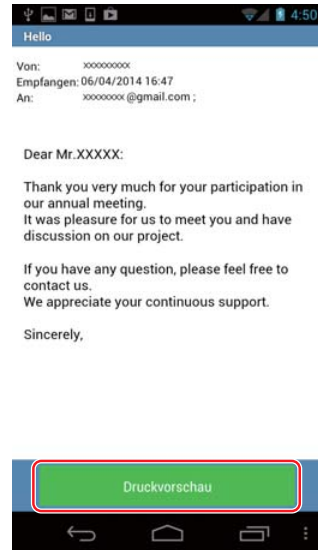 4:50
Hello
Von: xxxxxxxxx
Empfangen: 06/04/2014 16:47
An: xxxxxxxx @gmail.com ;
Dear Mr.XXXXX:
Thank you very much for your participation in
our annual meeting.
It was pleasure for us to meet you and have
discussion on our project.
If you have any question, please feel free to
contact us.
We appreciate your continuous support.
Sincerely,
Druckvorschau